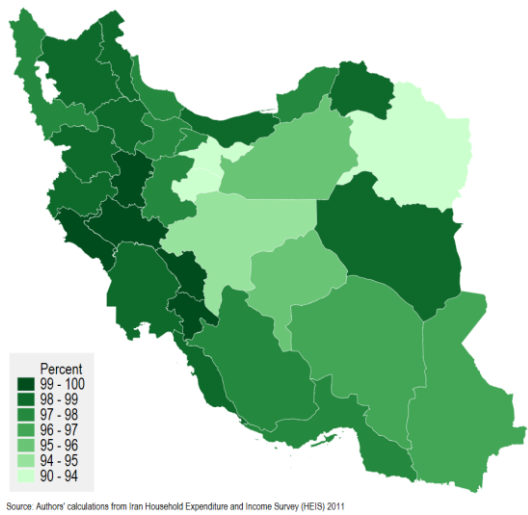 Percent
99 - 100
98 - 99
97 - 98
96 - 97
95 - 96
94 - 95
90 - 94
Source: Authors' calculations from Iran Household Expenditure and Income Survey (HEIS) 2011